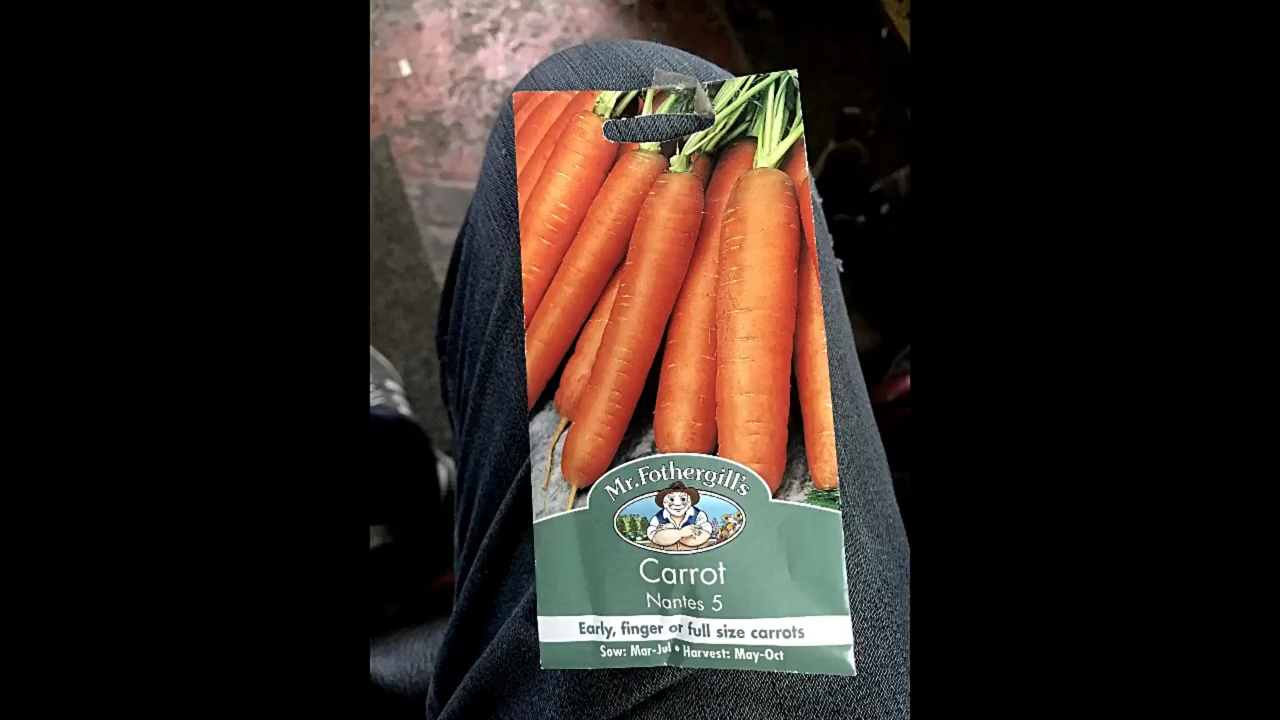 Mr. Fothergill's
Carrot
Nantes 5
Early, finger or full size carrots
Sow: Mar-Jul • Harvest: May-Oct